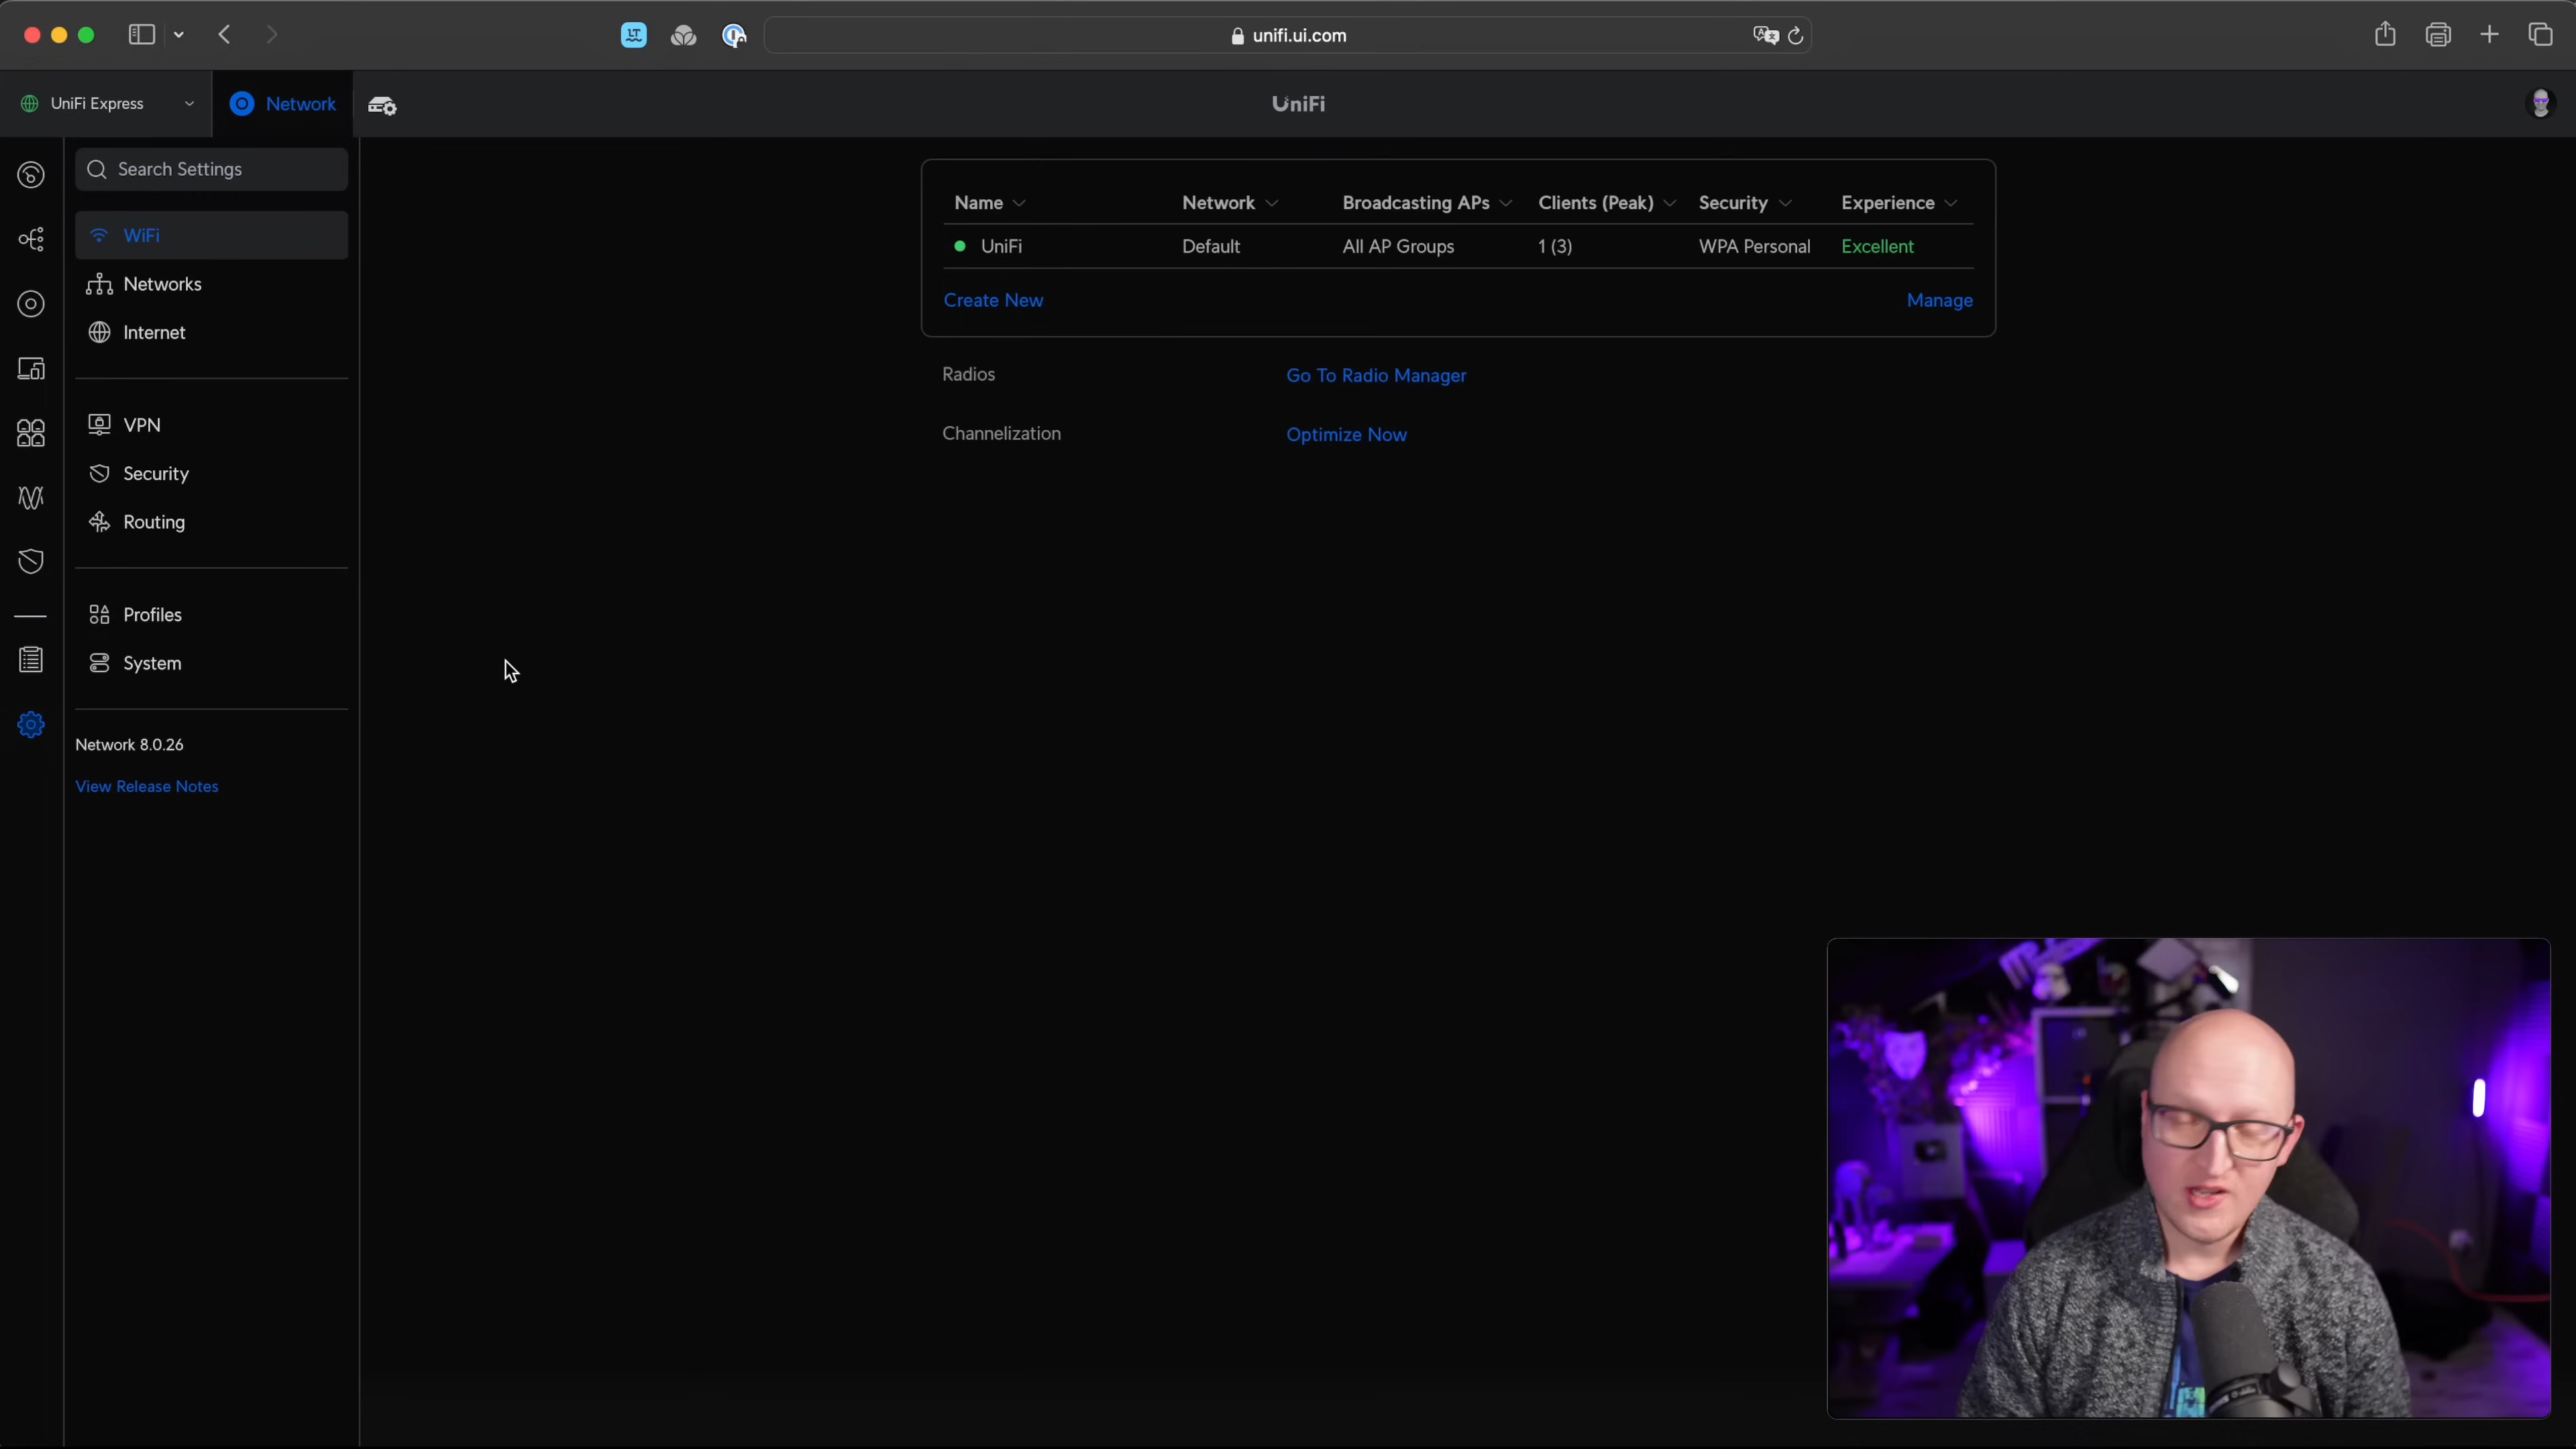 unifi.ui.com
UniFi Express
Network
UniFi
Search Settings
WiFi
Networks
Internet
VPN
Security
Routing
Profiles
System
Network 8.0.26
View Release Notes
Name Network Broadcasting APs Clients (Peak) Security Experience
UniFi Default All AP Groups 1 (3) WPA Personal Excellent
Create New Manage
Radios Go To Radio Manager
Channelization Optimize Now